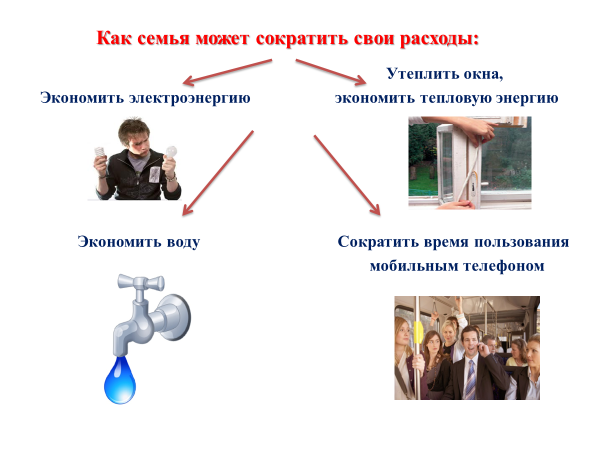 Как семья может сократить свои расходы:
Экономить электроэнергию
Утеплить окна,
экономить тепловую энергию
Экономить воду
Сократить время пользования
мобильным телефоном